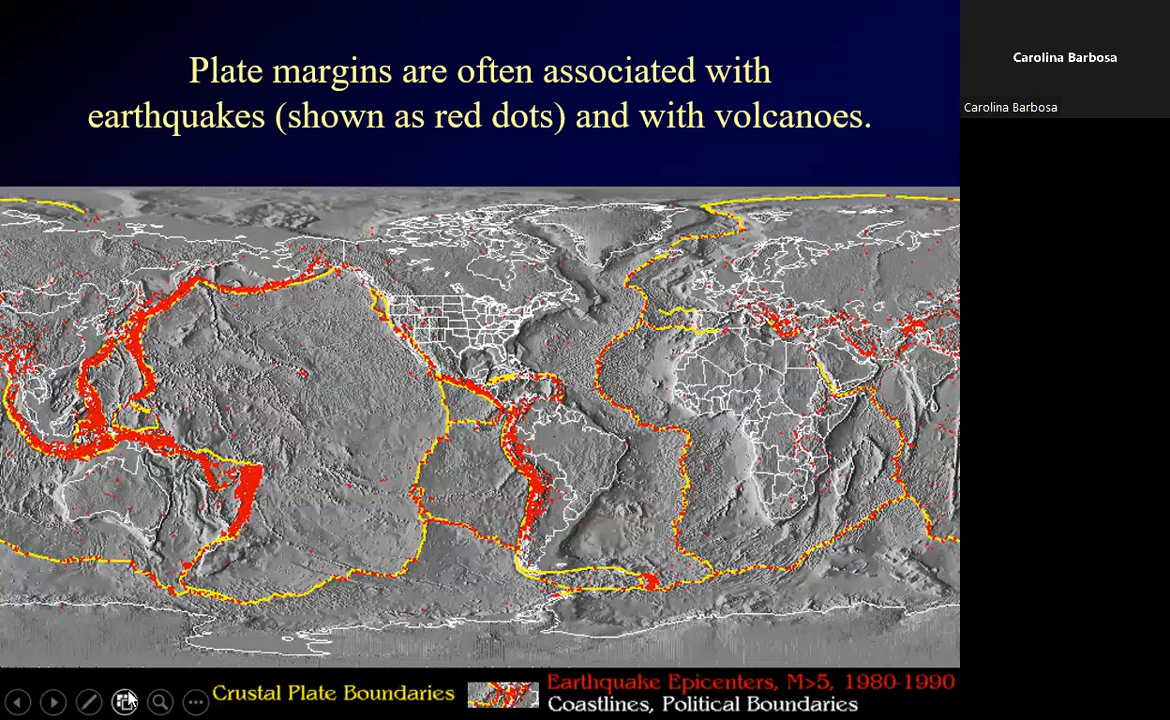 Plate margins are often associated with
earthquakes (shown as red dots) and with volcanoes.
Carolina Barbosa
Carolina Barbosa
Crustal Plate Boundaries
Earthquake Epicenters, M>5, 1980-1990
Coastlines, Political Boundaries